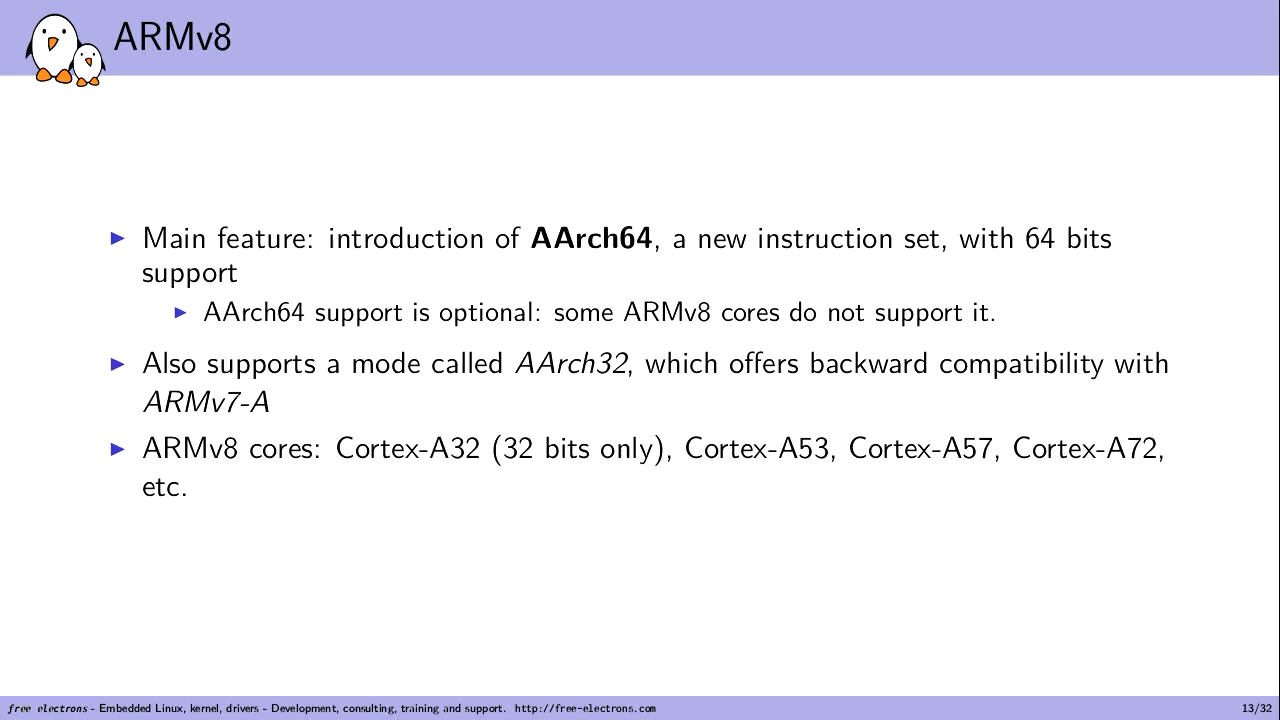 ARMv8
▶ Main feature: introduction of AArch64, a new instruction set, with 64 bits
support
▶ AArch64 support is optional: some ARMv8 cores do not support it.
▶ Also supports a mode called AArch32, which offers backward compatibility with
ARMv7-A
▶ ARMv8 cores: Cortex-A32 (32 bits only), Cortex-A53, Cortex-A57, Cortex-A72,
etc.
free electrons - Embedded Linux, kernel, drivers - Development, consulting, training and support. http://free-electrons.com 13/32